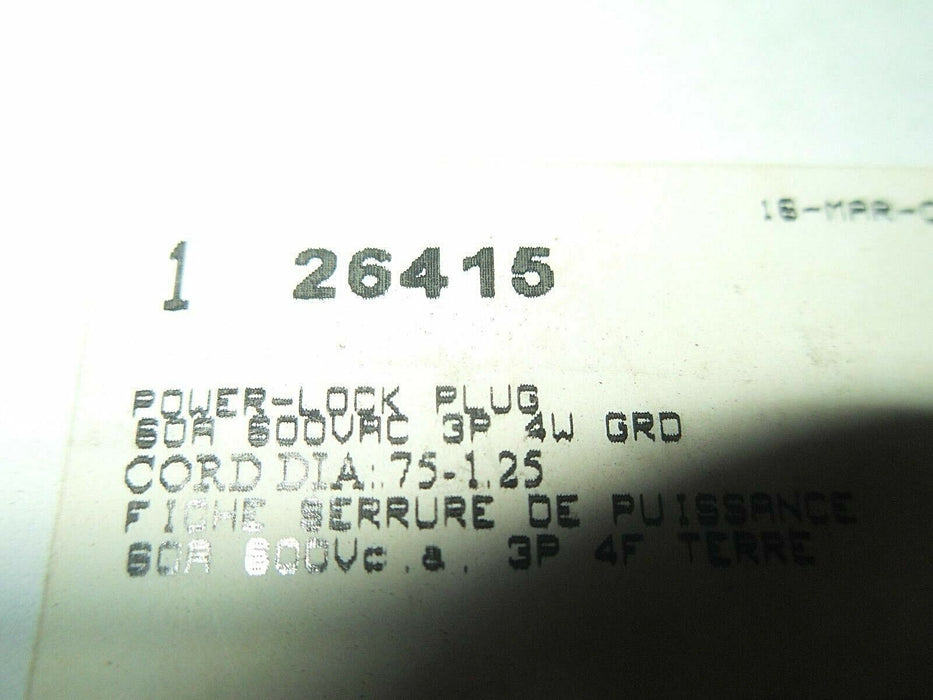 16-MAR-0
1 26415
POWER-LOCK PLUG
60A 600VAC 3P 4W GRD
CORD DIA: .75-1.25
FICHE SERRURE DE PUISSANCE
60A 600Vc.a. 3P 4F TERRE